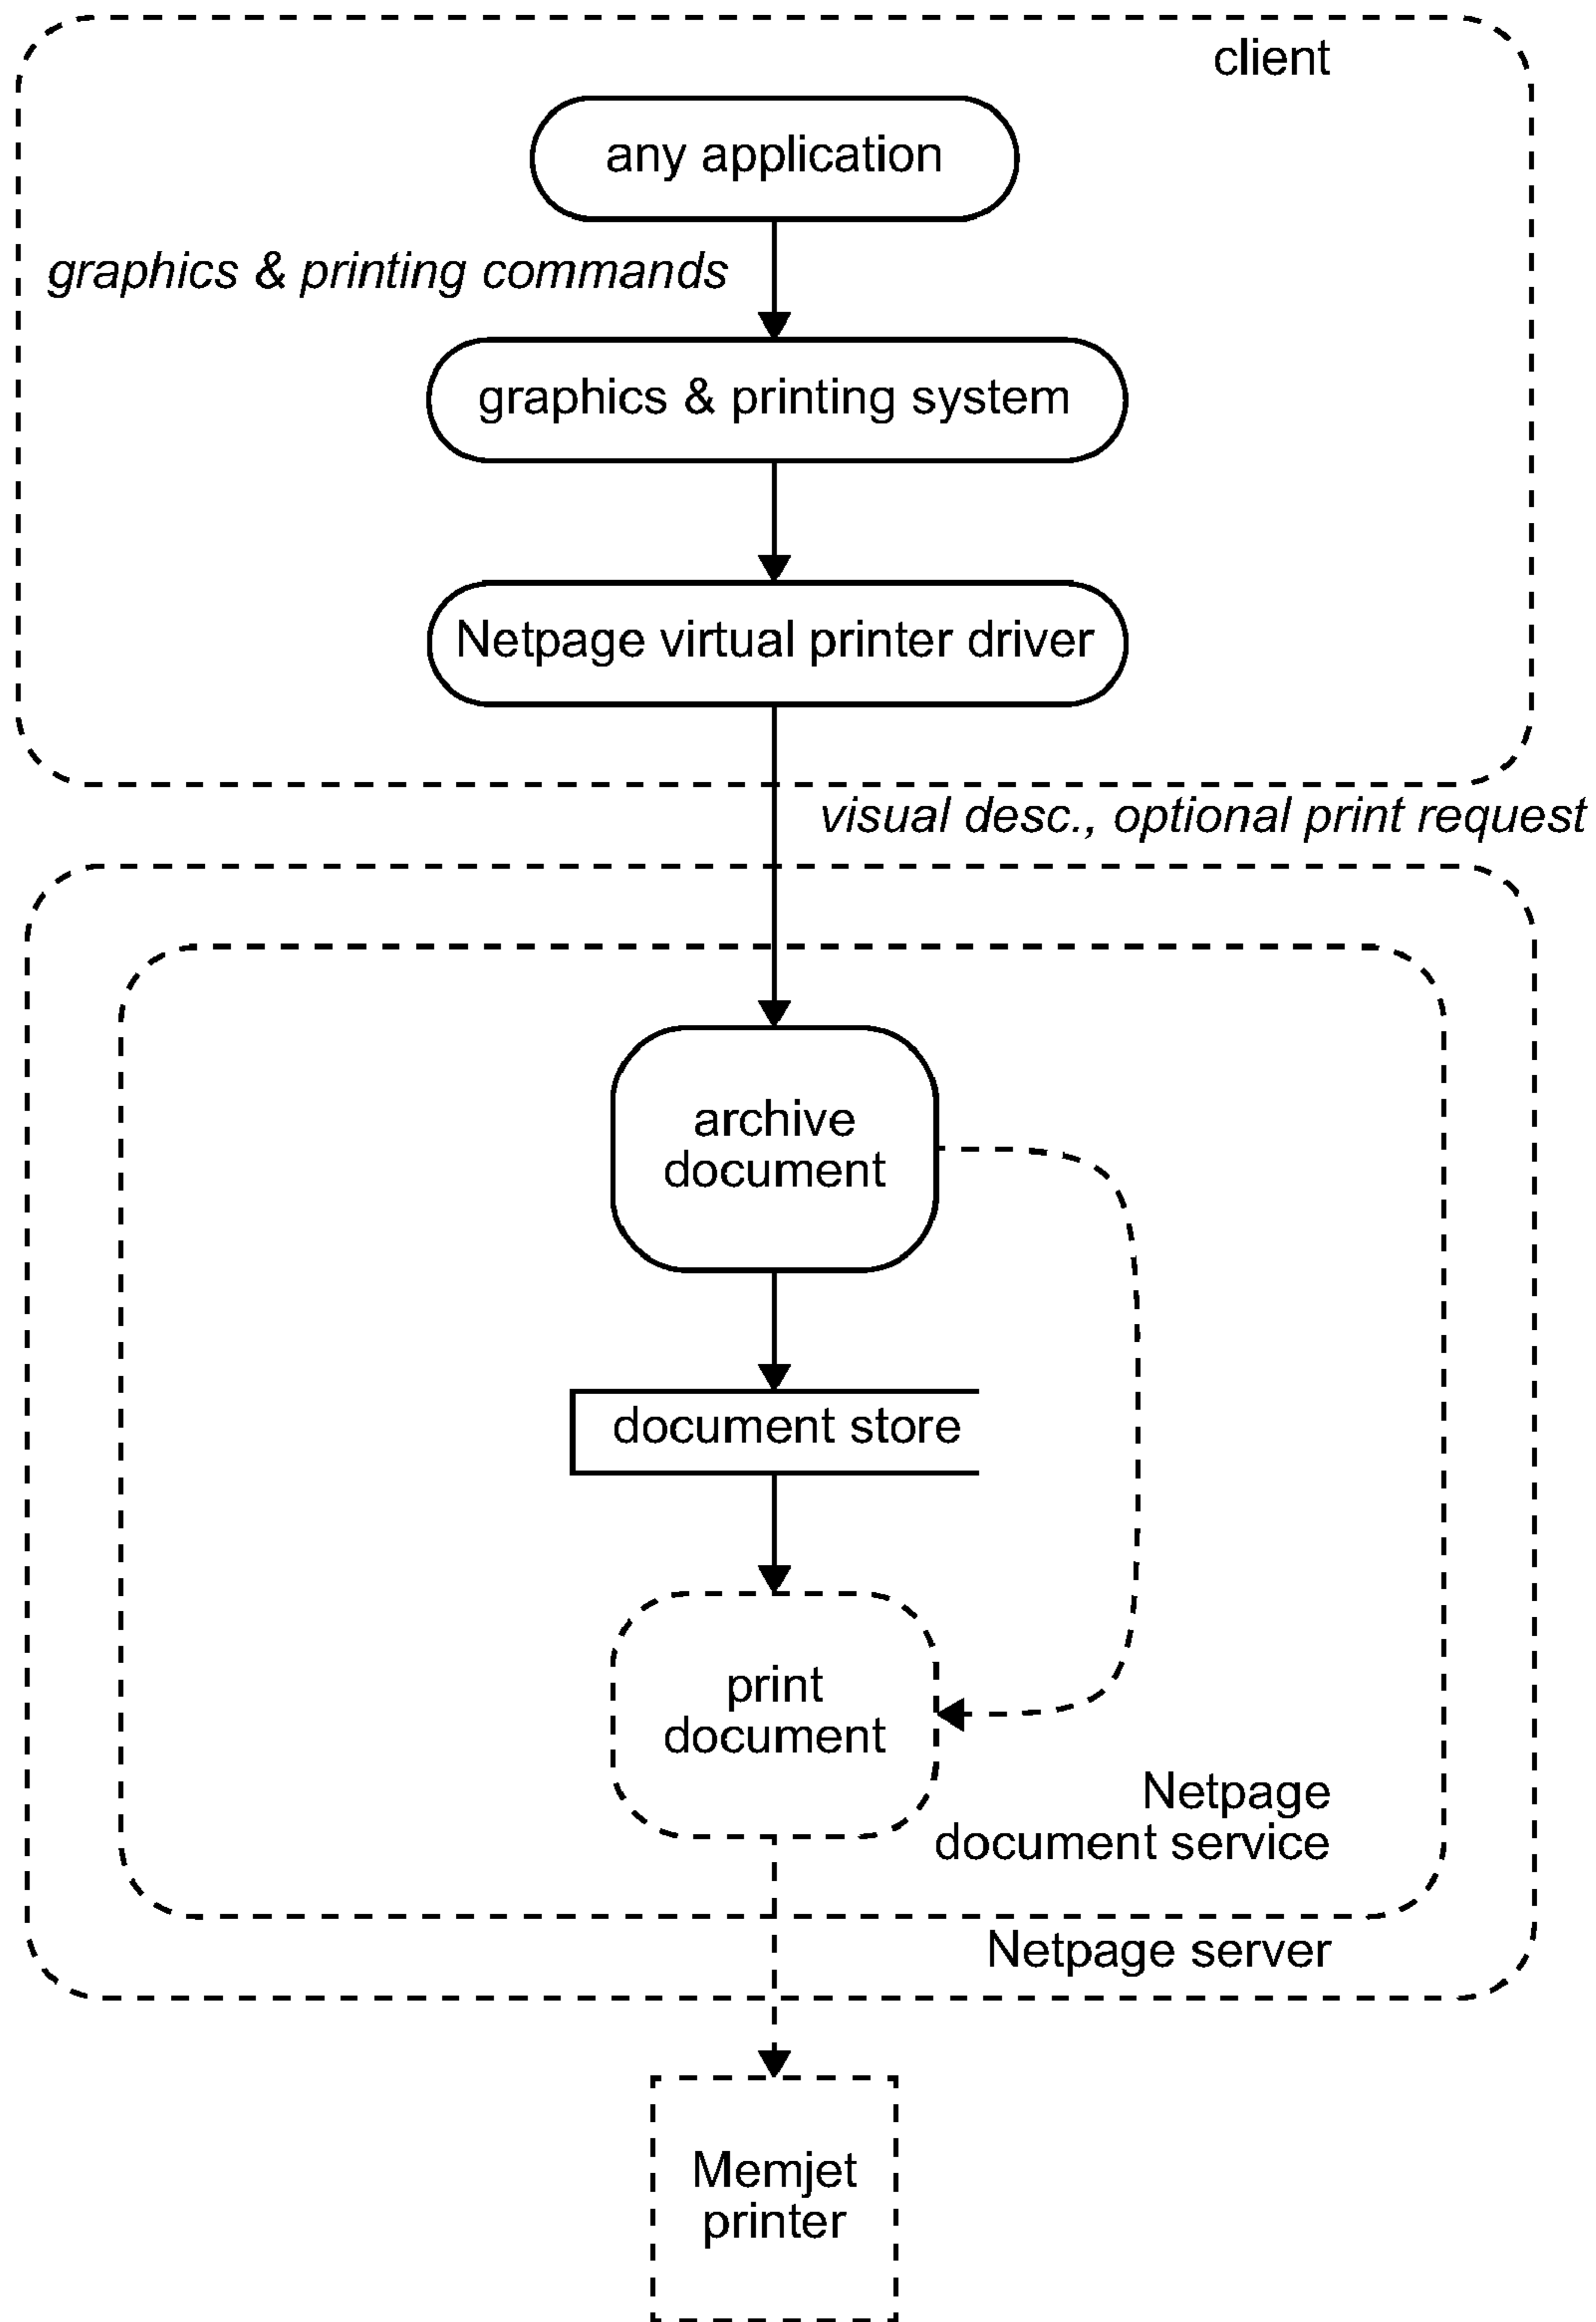 client
any application
graphics & printing commands
graphics & printing system
Netpage virtual printer driver
visual desc., optional print request
archive
document
document store
print
document
Netpage
document service
Netpage server
Memjet
printer